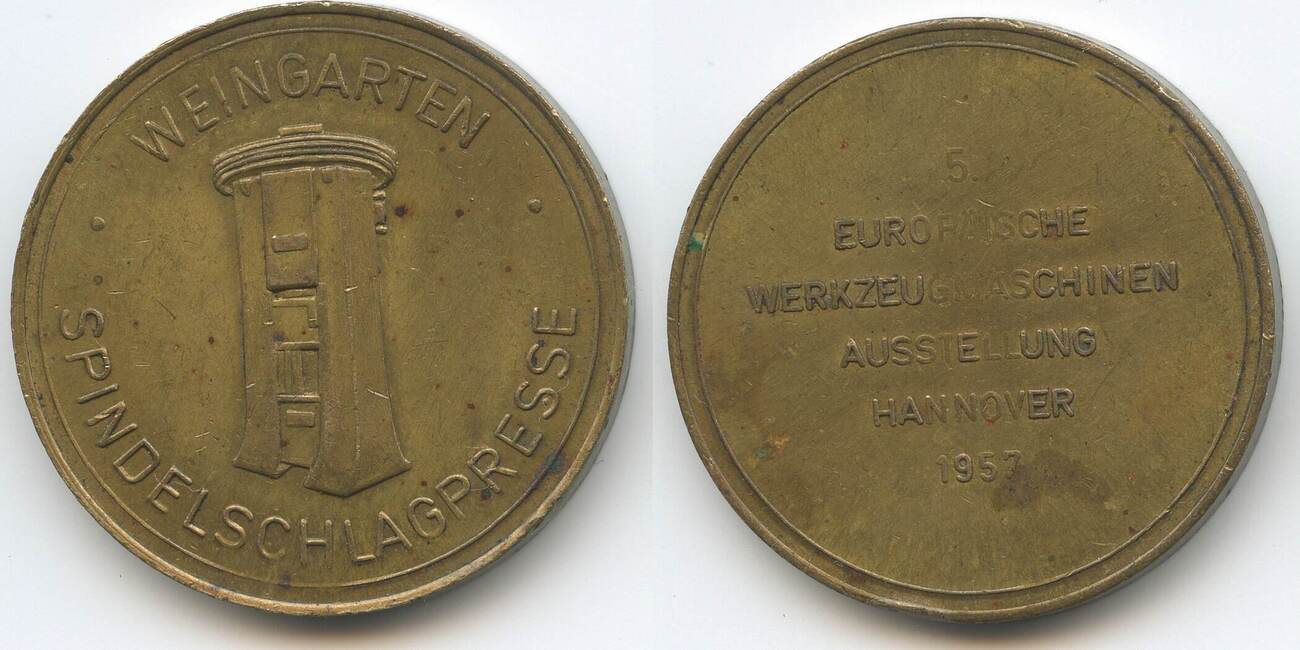 WEINGARTEN
SPINDELSCHLAGPRESSE
5.
EUROPÄISCHE
WERKZEUGMASCHINEN
AUSSTELLUNG
HANNOVER
1957